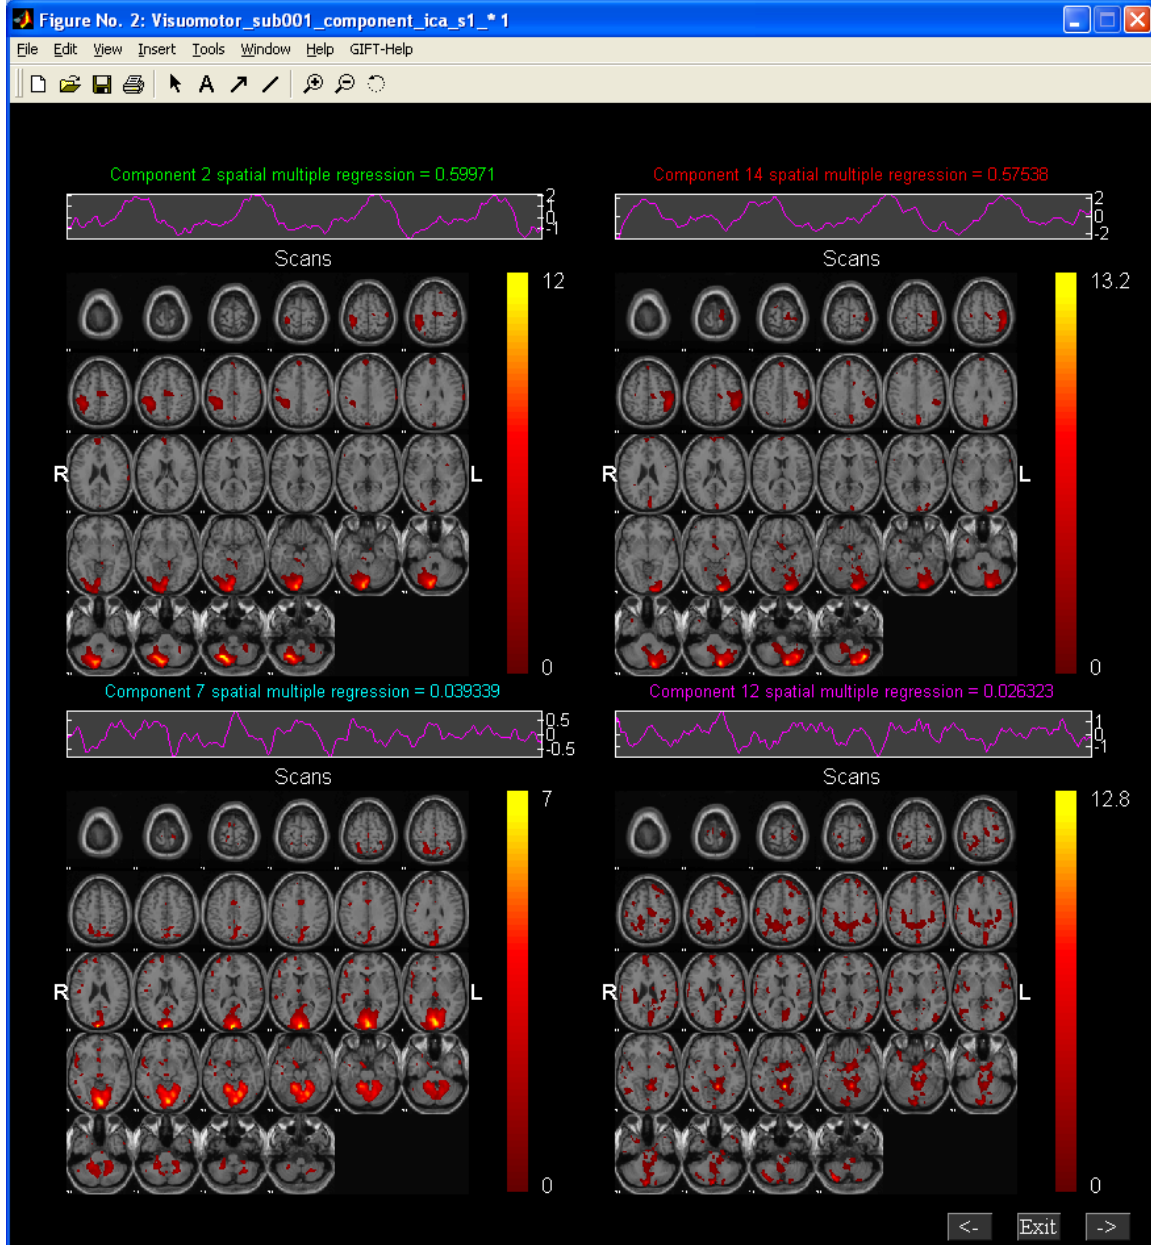 Figure No. 2: Visuomotor_sub001_component_ica_s1_* 1
File Edit View Insert Tools Window Help GIFT-Help
Component 2 spatial multiple regression = 0.59971
2
1
0
-1
Scans
12
R
L
0
Component 14 spatial multiple regression = 0.57538
2
0
-2
Scans
13.2
R
L
0
Component 7 spatial multiple regression = 0.039339
0.5
0
-0.5
Scans
7
R
L
0
Component 12 spatial multiple regression = 0.026323
1
0
-1
Scans
12.8
R
L
0
<- Exit ->